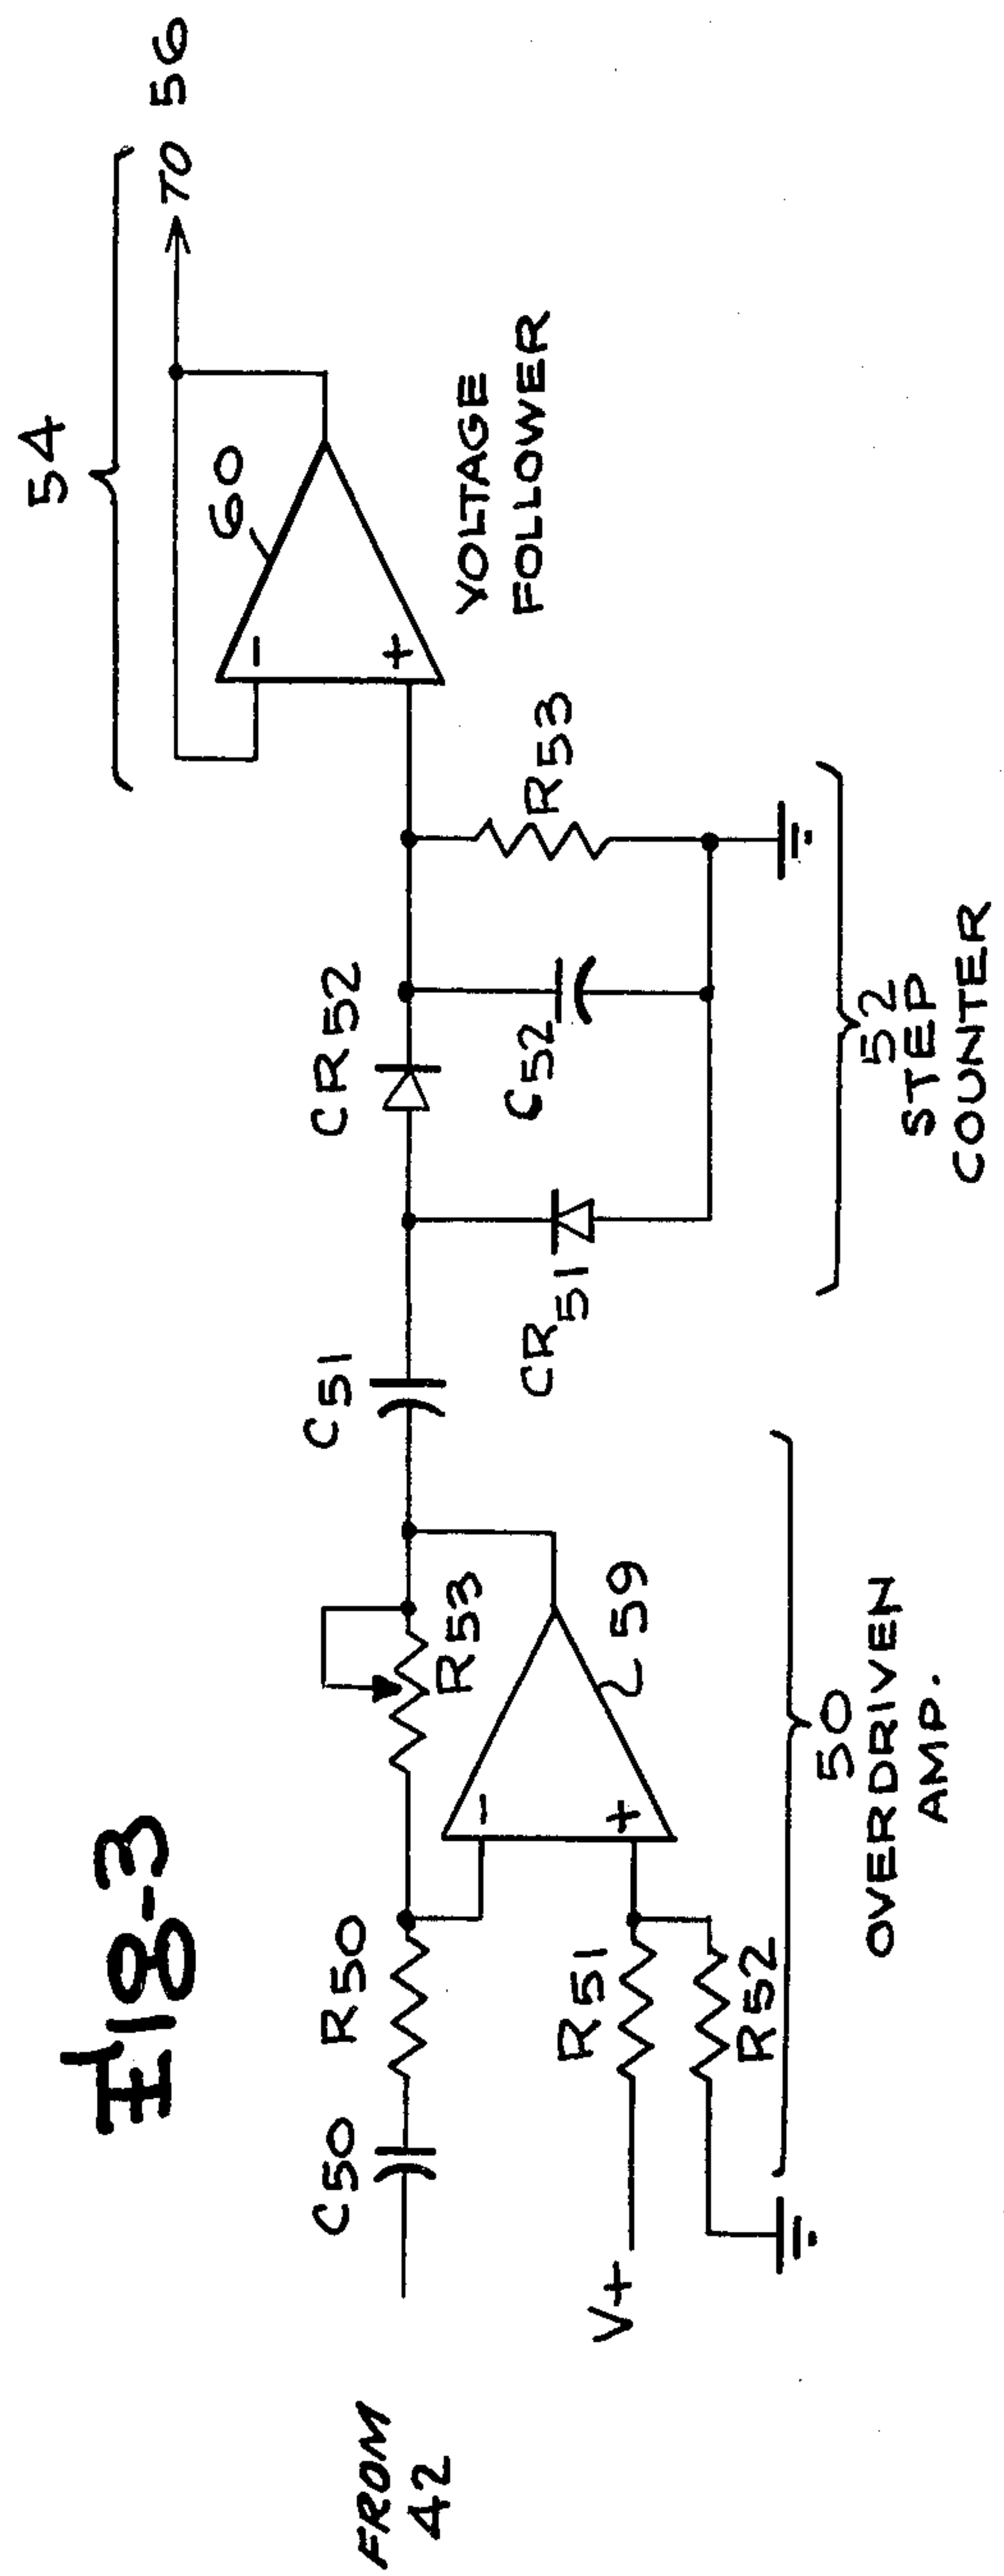 Fig-3
FROM
42
C50
R50
R53
V+
R51
R52
59
50
OVERDRIVEN
AMP.
C51
CR51
CR52
C52
R53
52
STEP
COUNTER
54
60
VOLTAGE
FOLLOWER
TO 56
-
+
-
+